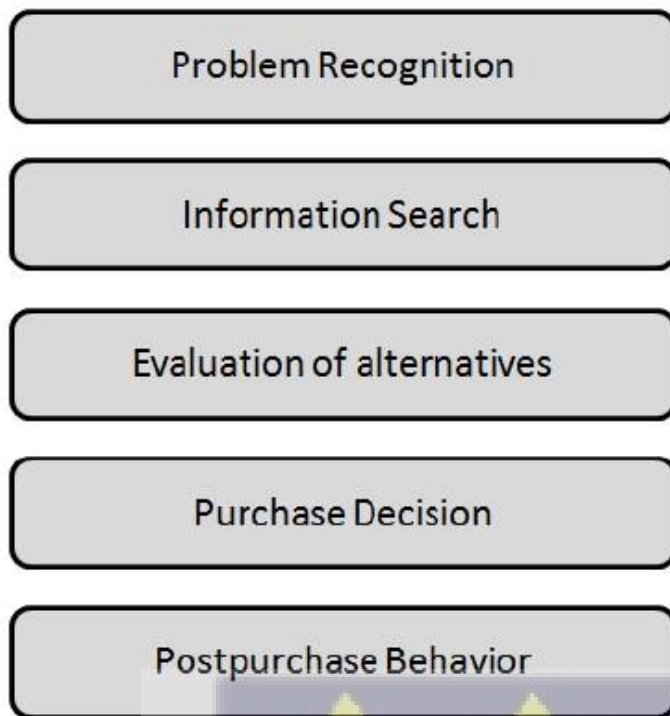 Problem Recognition
Information Search
Evaluation of alternatives
Purchase Decision
Postpurchase Behavior